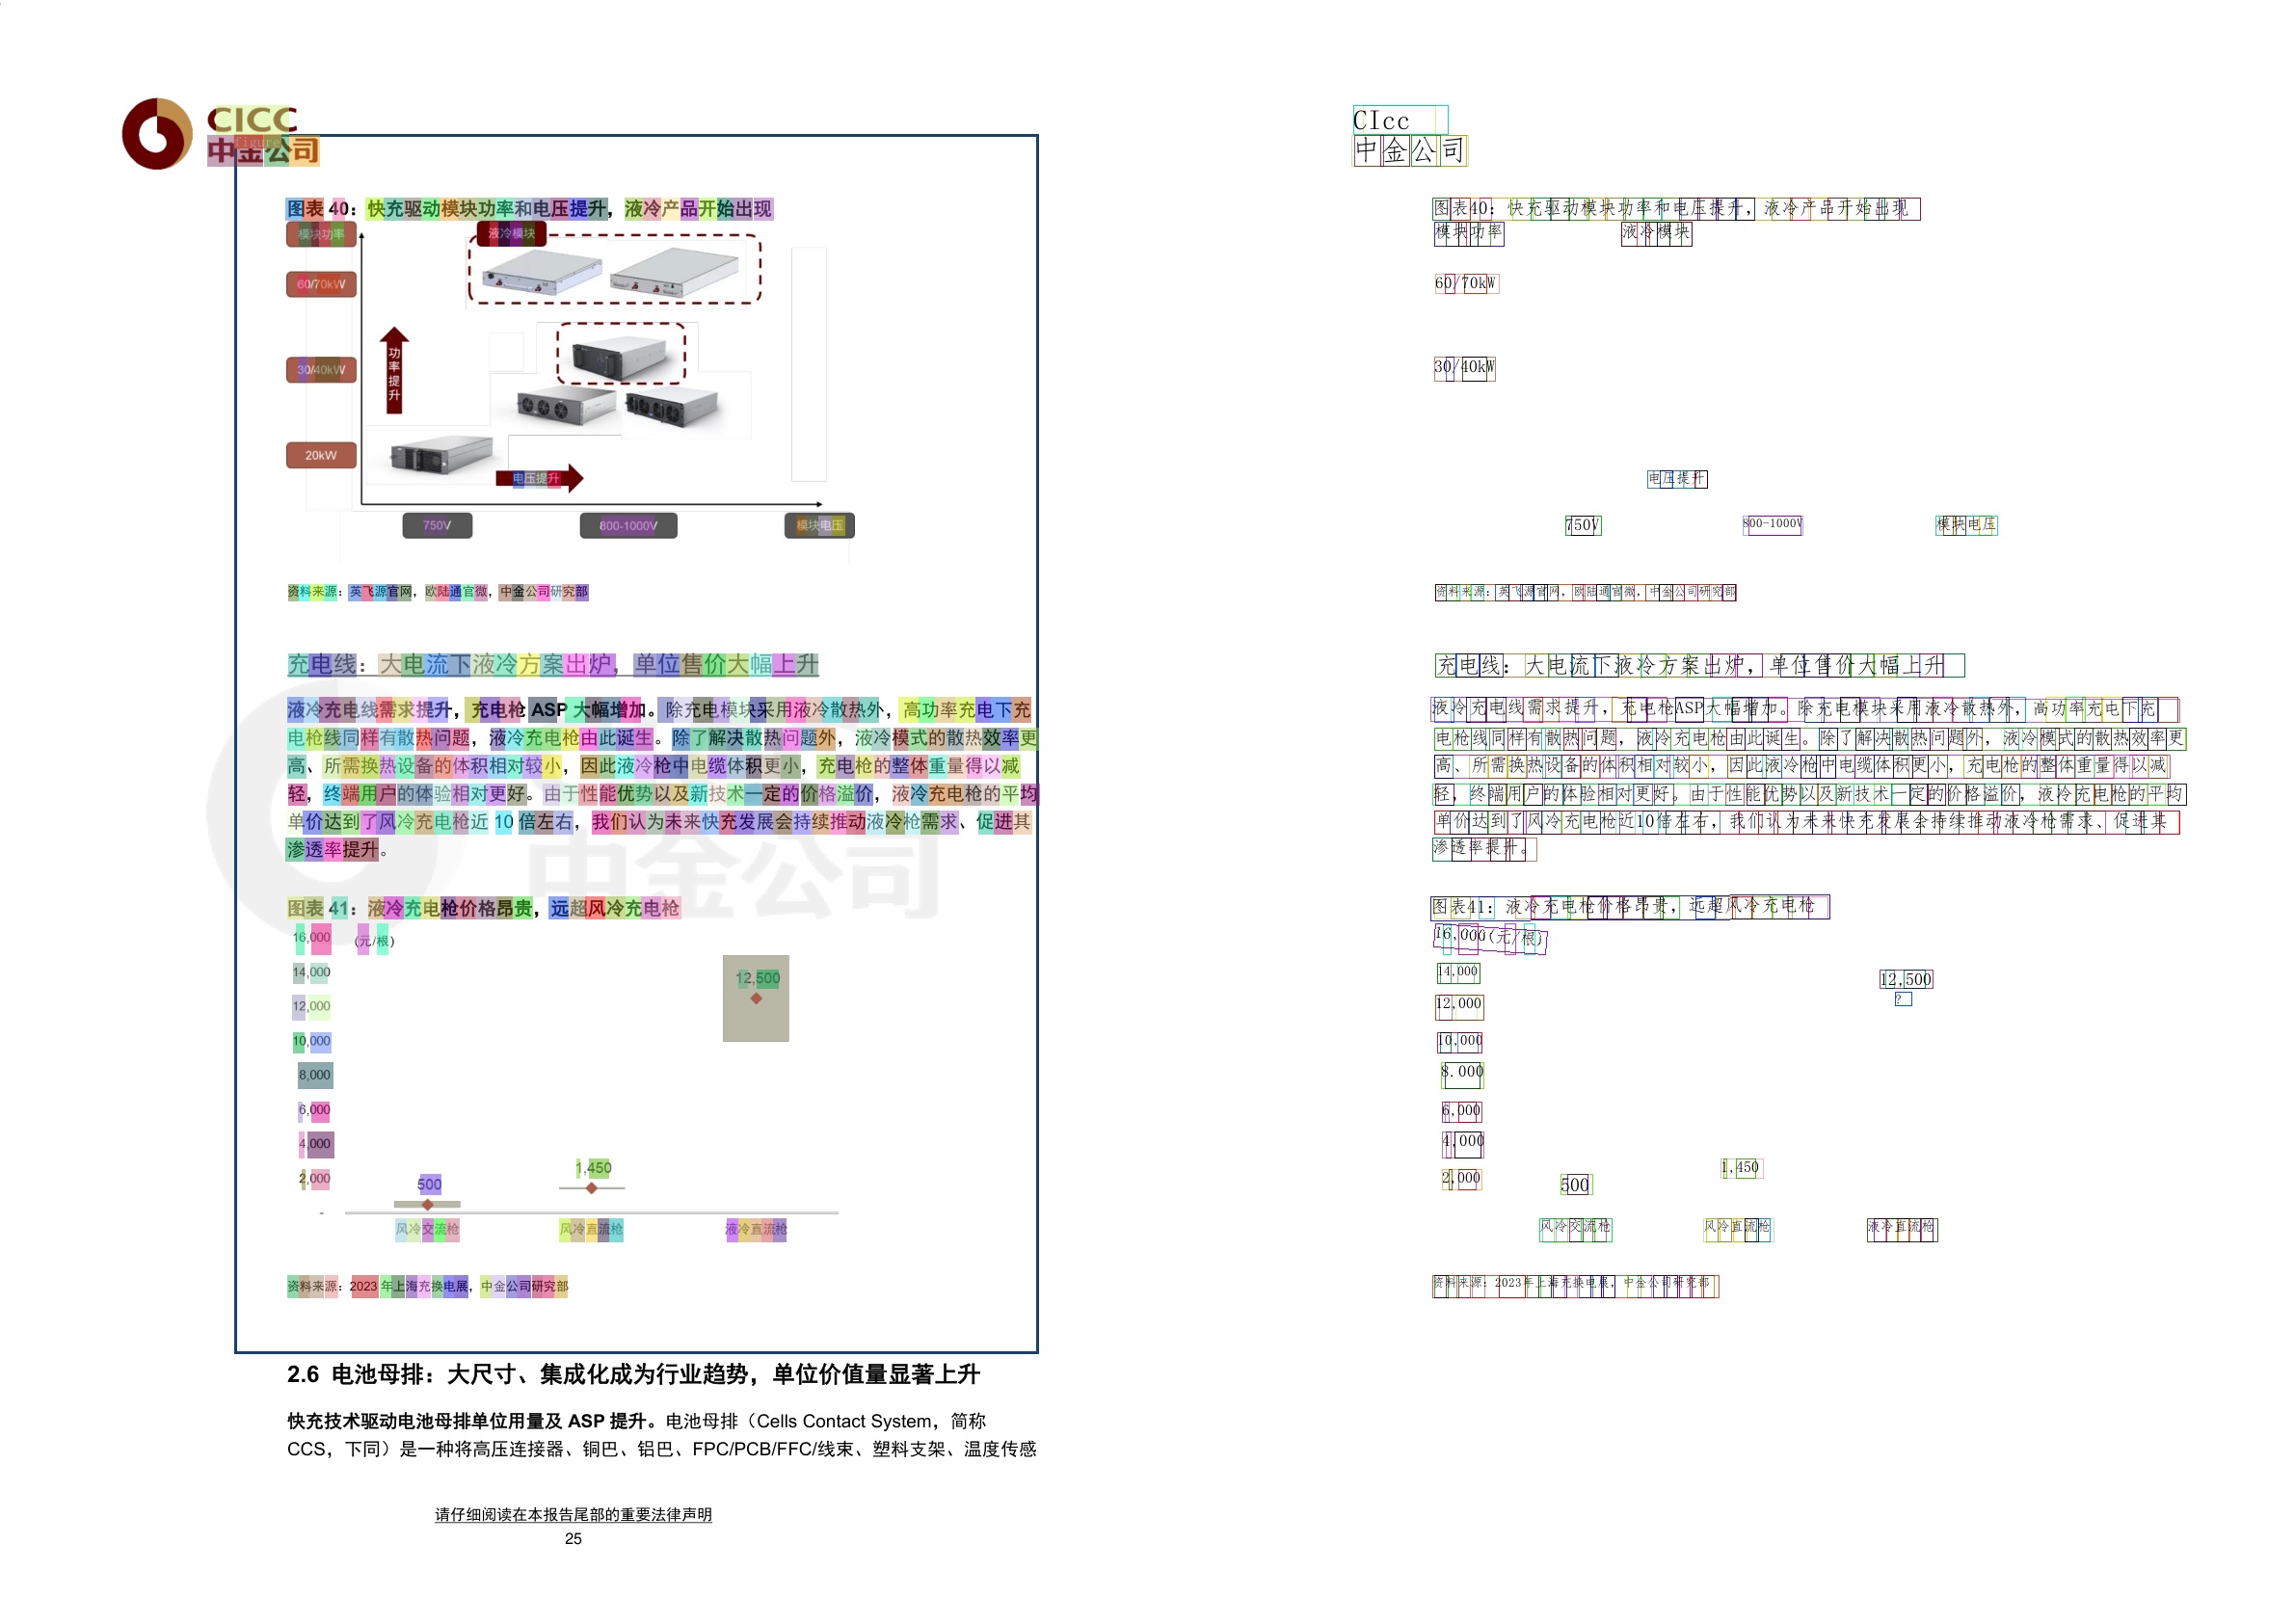 CICC
中金公司
figure
图表 40：快充驱动模块功率和电压提升，液冷产品开始出现
模块功率
液冷模块
60/70kW
功率提升
30/40kW
20kW
电压提升
750V
800-1000V
模块电压
资料来源：英飞源官网，欧陆通官微，中金公司研究部
充电线：大电流下液冷方案出炉，单位售价大幅上升
液冷充电线需求提升，充电枪 ASP 大幅增加。除充电模块采用液冷散热外，高功率充电下充
电枪线同样有散热问题，液冷充电枪由此诞生。除了解决散热问题外，液冷模式的散热效率更
高、所需换热设备的体积相对较小，因此液冷枪中电缆体积更小，充电枪的整体重量得以减
轻，终端用户的体验相对更好。由于性能优势以及新技术一定的价格溢价，液冷充电枪的平均
单价达到了风冷充电枪近 10 倍左右，我们认为未来快充发展会持续推动液冷枪需求、促进其
渗透率提升。
中金公司
图表 41：液冷充电枪价格昂贵，远超风冷充电枪
16,000 （元/根）
14,000
12,500
12,000
10,000
8,000
6,000
4,000
1,450
2,000
500
-
风冷交流枪
风冷直流枪
液冷直流枪
资料来源：2023 年上海充换电展，中金公司研究部
2.6 电池母排：大尺寸、集成化成为行业趋势，单位价值量显著上升
快充技术驱动电池母排单位用量及 ASP 提升。电池母排（Cells Contact System，简称
CCS，下同）是一种将高压连接器、铜巴、铝巴、FPC/PCB/FFC/线束、塑料支架、温度传感
请仔细阅读在本报告尾部的重要法律声明
25
CIcc
中金公司
图表40：快充驱动模块功率和电压提升，液冷产品开始出现
模块功率
液冷模块
60/70kW
30/40kW
电压提升
750V
800-1000V
模块电压
资料来源：英飞源官网，欧陆通官微，中金公司研究部
充电线：大电流下液冷方案出炉，单位售价大幅上升
液冷充电线需求提升，充电枪ASP大幅增加。除充电模块采用液冷散热外，高功率充电下充
电枪线同样有散热问题，液冷充电枪由此诞生。除了解决散热问题外，液冷模式的散热效率更
高、所需换热设备的体积相对较小，因此液冷枪中电缆体积更小，充电枪的整体重量得以减
轻，终端用户的体验相对更好。由于性能优势以及新技术一定的价格溢价，液冷充电枪的平均
单价达到了风冷充电枪近10倍左右，我们认为未来快充发展会持续推动液冷枪需求、促进其
渗透率提升。
图表41：液冷充电枪价格昂贵，远超风冷充电枪
16,000（元/根）
14,000
12,500
?
12,000
10,000
8.000
6,000
4,000
1,450
2,000
500
风冷交流枪
风冷直流枪
液冷直流枪
资料来源：2023年上海充换电展，中金公司研究部